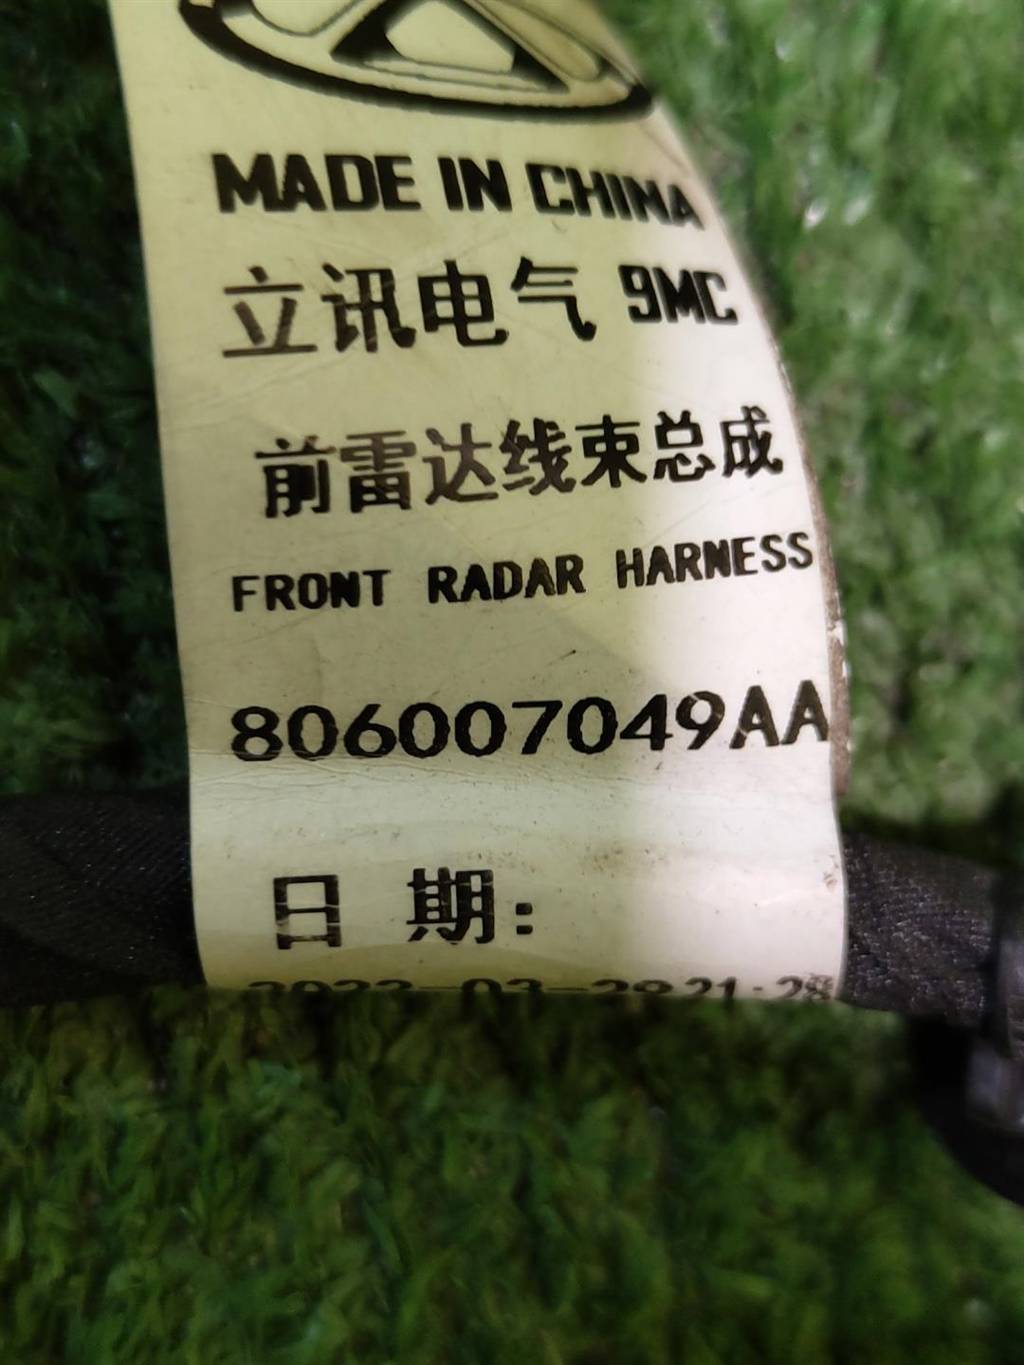 MADE IN CHINA
立讯电气 9MC
前雷达线束总成
FRONT RADAR HARNESS
806007049AA
日期: